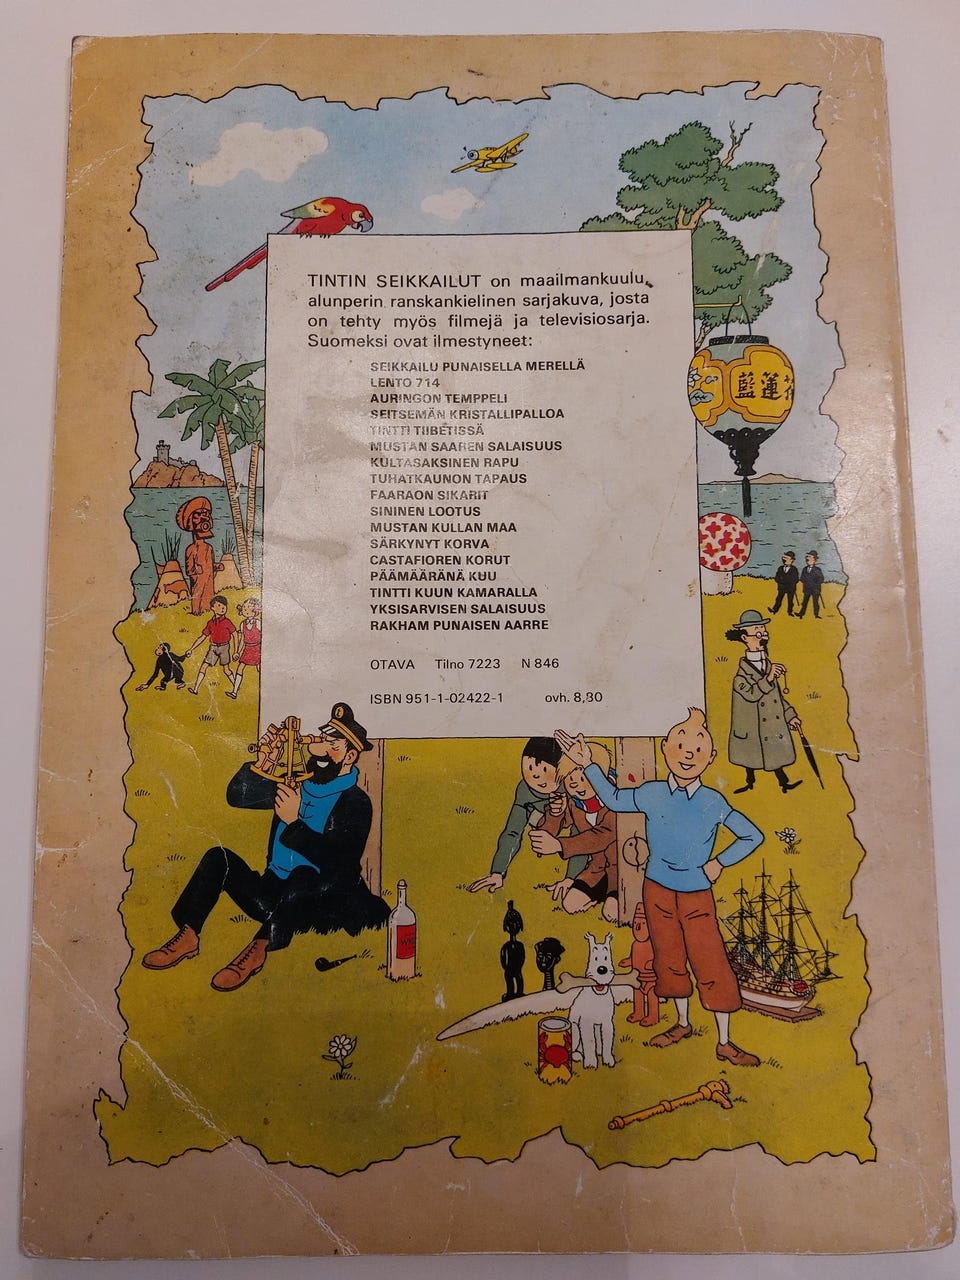 TINTIN SEIKKAILUT on maailmankuulu,
alunperin ranskankielinen sarjakuva, josta
on tehty myös filmejä ja televisiosarja.
Suomeksi ovat ilmestyneet:
SEIKKAILU PUNAISELLA MERELLÄ
LENTO 714
AURINGON TEMPPELI
SEITSEMÄN KRISTALLIPALLOA
TINTTI TIIBETISSÄ
MUSTAN SAAREN SALAISUUS
KULTASAKSINEN RAPU
TUHATKAUNON TAPAUS
FAARAON SIKARIT
SININEN LOOTUS
MUSTAN KULLAN MAA
SÄRKYNYT KORVA
CASTAFIOREN KORUT
PÄÄMÄÄRÄNÄ KUU
TINTTI KUUN KAMARALLA
YKSISARVISEN SALAISUUS
RAKHAM PUNAISEN AARRE
OTAVA Tilno 7223 N 846
ISBN 951-1-02422-1 ovh. 8,30
藍蓮